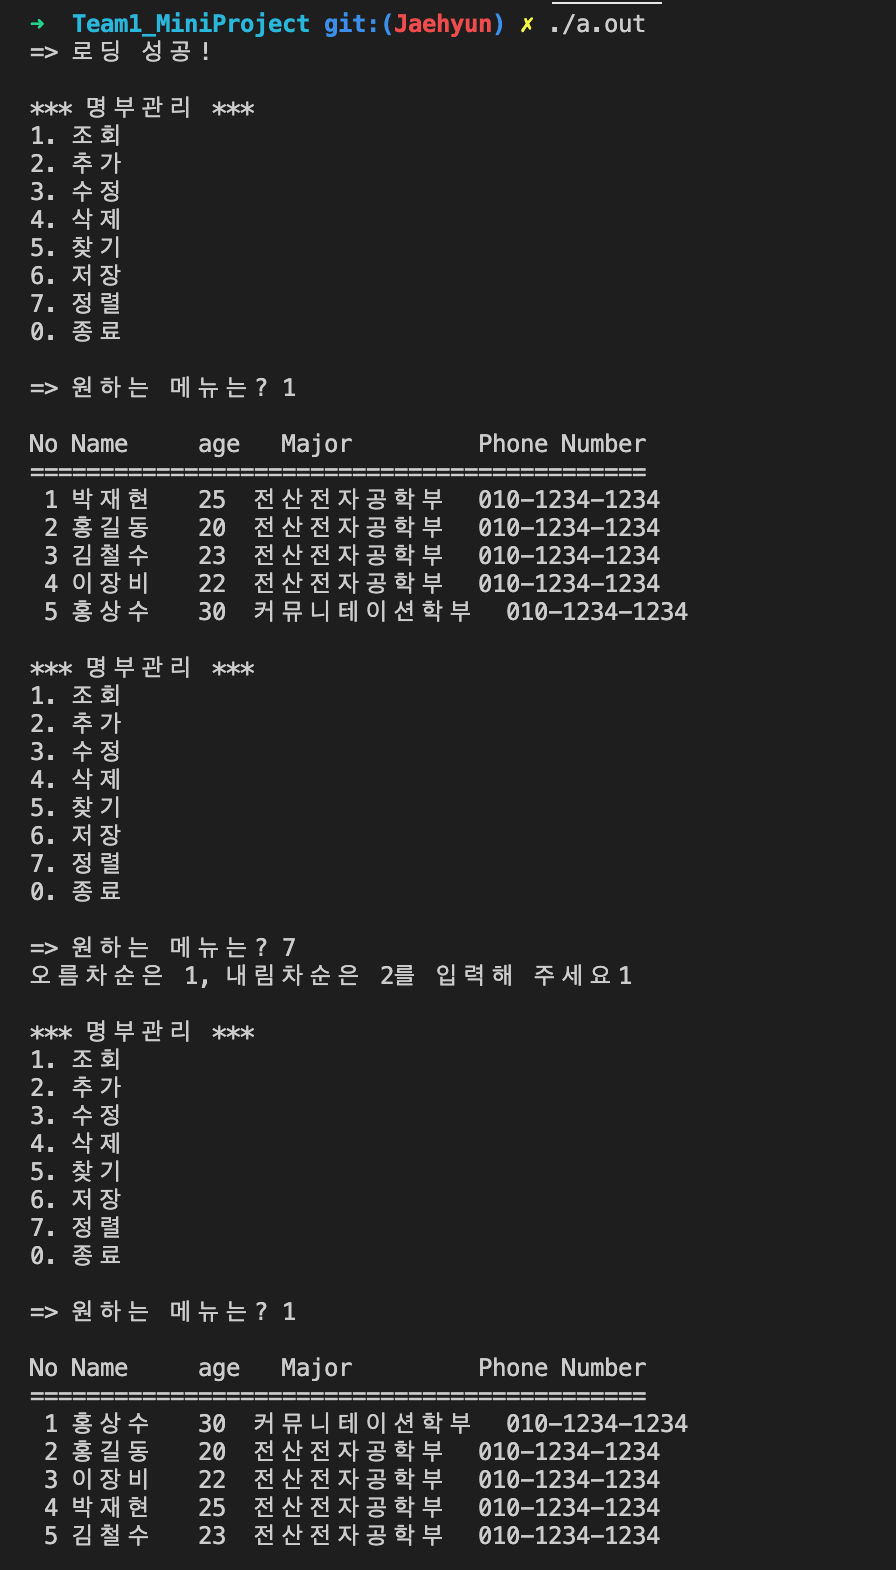 ➜ Team1_MiniProject git:(Jaehyun) ✗ ./a.out
=> 로딩 성공!
*** 명부관리 ***
1. 조회
2. 추가
3. 수정
4. 삭제
5. 찾기
6. 저장
7. 정렬
0. 종료
=> 원하는 메뉴는? 1
No Name age Major Phone Number
============================================
1 박재현 25 전산전자공학부 010-1234-1234
2 홍길동 20 전산전자공학부 010-1234-1234
3 김철수 23 전산전자공학부 010-1234-1234
4 이장비 22 전산전자공학부 010-1234-1234
5 홍상수 30 커뮤니테이션학부 010-1234-1234
*** 명부관리 ***
1. 조회
2. 추가
3. 수정
4. 삭제
5. 찾기
6. 저장
7. 정렬
0. 종료
=> 원하는 메뉴는? 7
오름차순은 1, 내림차순은 2를 입력해 주세요1
*** 명부관리 ***
1. 조회
2. 추가
3. 수정
4. 삭제
5. 찾기
6. 저장
7. 정렬
0. 종료
=> 원하는 메뉴는? 1
No Name age Major Phone Number
============================================
1 홍상수 30 커뮤니테이션학부 010-1234-1234
2 홍길동 20 전산전자공학부 010-1234-1234
3 이장비 22 전산전자공학부 010-1234-1234
4 박재현 25 전산전자공학부 010-1234-1234
5 김철수 23 전산전자공학부 010-1234-1234